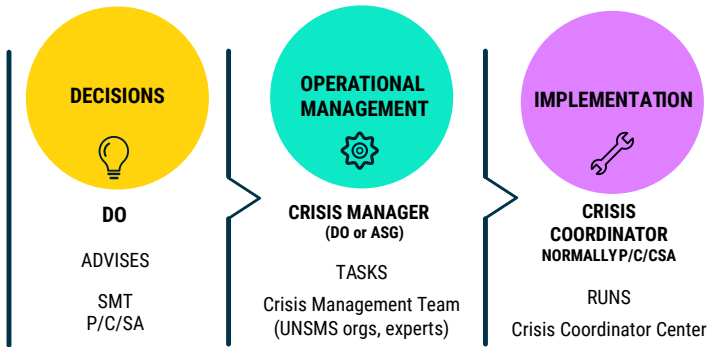 DECISIONS
DO
ADVISES
SMT
P/C/SA
OPERATIONAL
MANAGEMENT
CRISIS MANAGER
(DO or ASG)
TASKS
Crisis Management Team
(UNSMS orgs, experts)
IMPLEMENTATION
CRISIS
COORDINATOR
NORMALLY P/C/CSA
RUNS
Crisis Coordinator Center